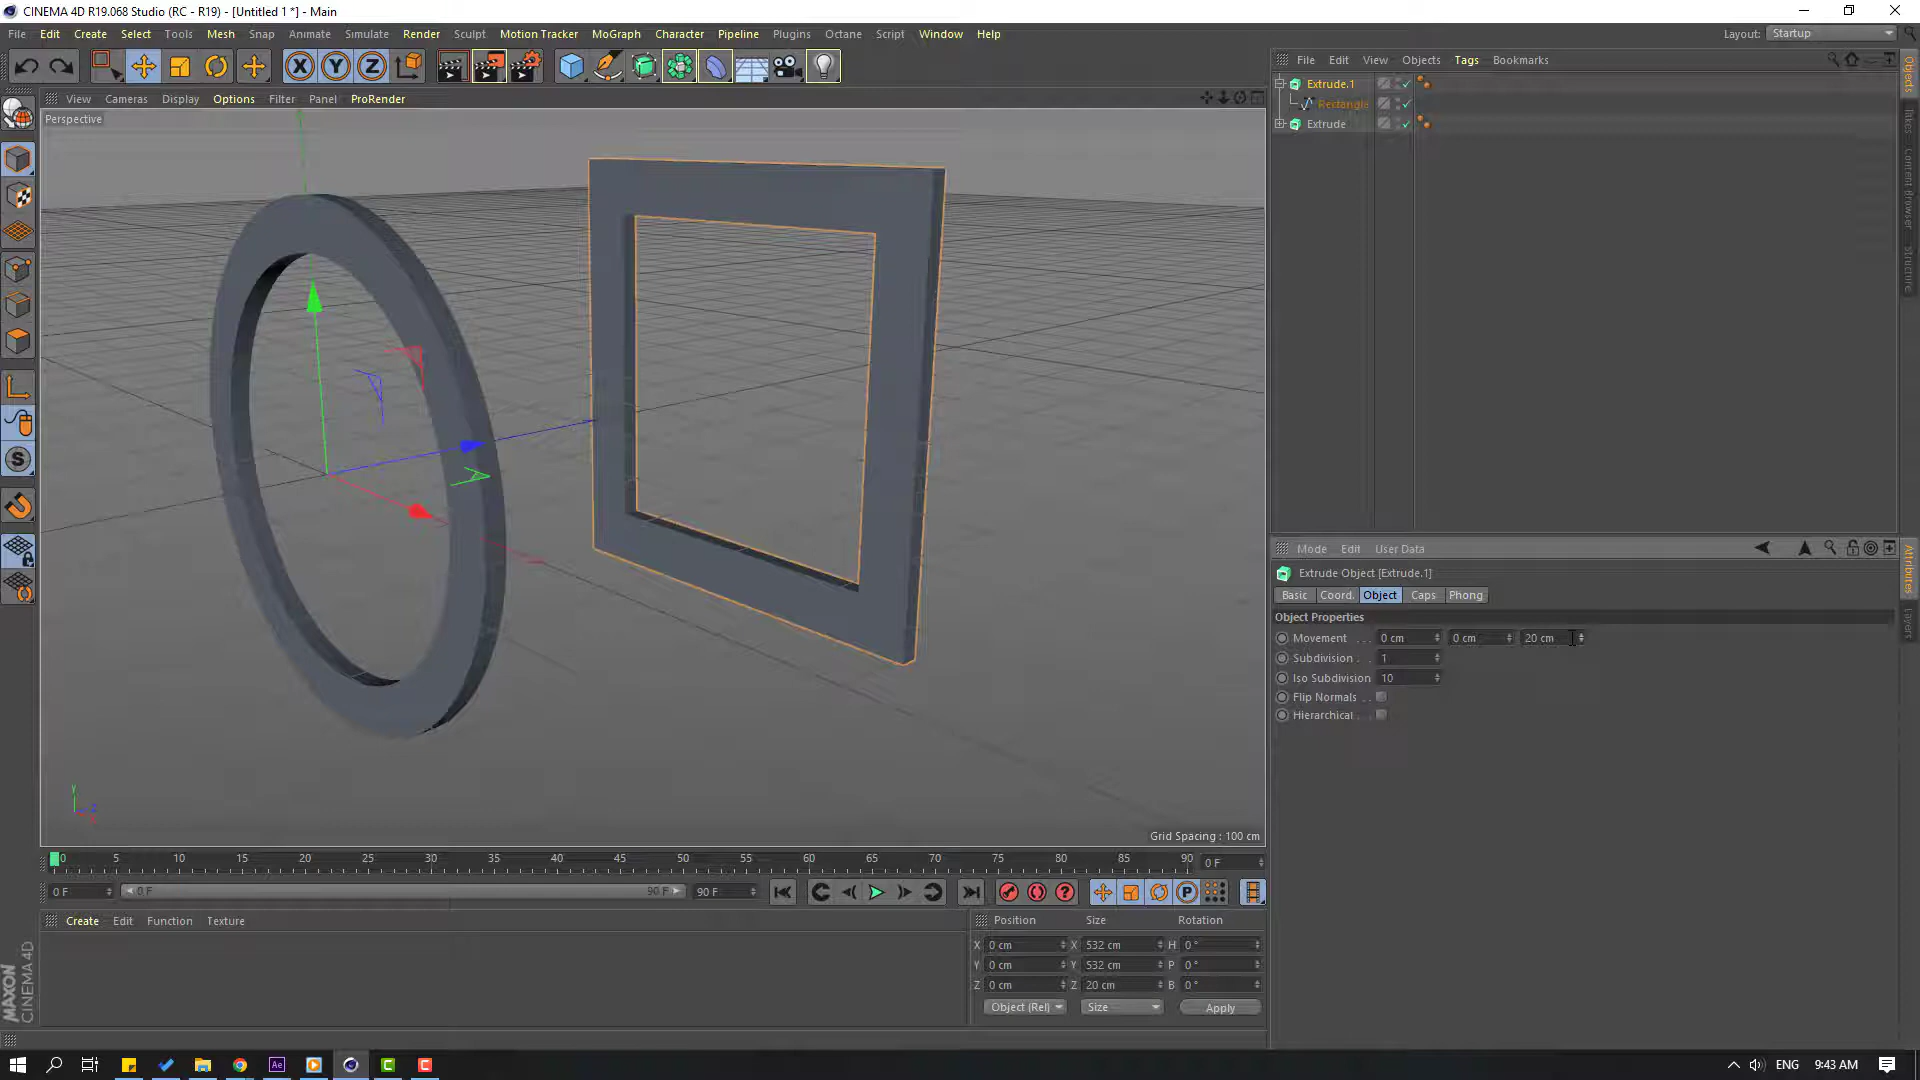 CINEMA 4D R19.068 Studio (RC - R19) - [Untitled 1 *] - Main
File Edit Create Select Tools Mesh Snap Animate Simulate Render Sculpt Motion Tracker MoGraph Character Pipeline Plugins Octane Script Window Help
Layout: Startup
X Y Z
File Edit View Objects Tags Bookmarks
Extrude.1
Rectangle
Extrude
View Cameras Display Options Filter Panel ProRender
Perspective
Y
Grid Spacing : 100 cm
Objects
Takes
Content Browser
Structure
Mode Edit User Data
Extrude Object [Extrude.1]
Basic Coord. Object Caps Phong
Object Properties
Movement . . . 0 cm 0 cm 20 cm
Subdivision . . 1
Iso Subdivision 10
Flip Normals . . .
Hierarchical . . .
Attributes
Layers
0 5 10 15 20 25 30 35 40 45 50 55 60 65 70 75 80 85 90 0 F
0 F 0 F 90 F 90 F
Create Edit Function Texture
Position Size Rotation
X 0 cm X 532 cm H 0 °
Y 0 cm Y 532 cm P 0 °
Z 0 cm Z 20 cm B 0 °
Object (Rel) Size Apply
MAXON
CINEMA 4D
ENG 9:43 AM